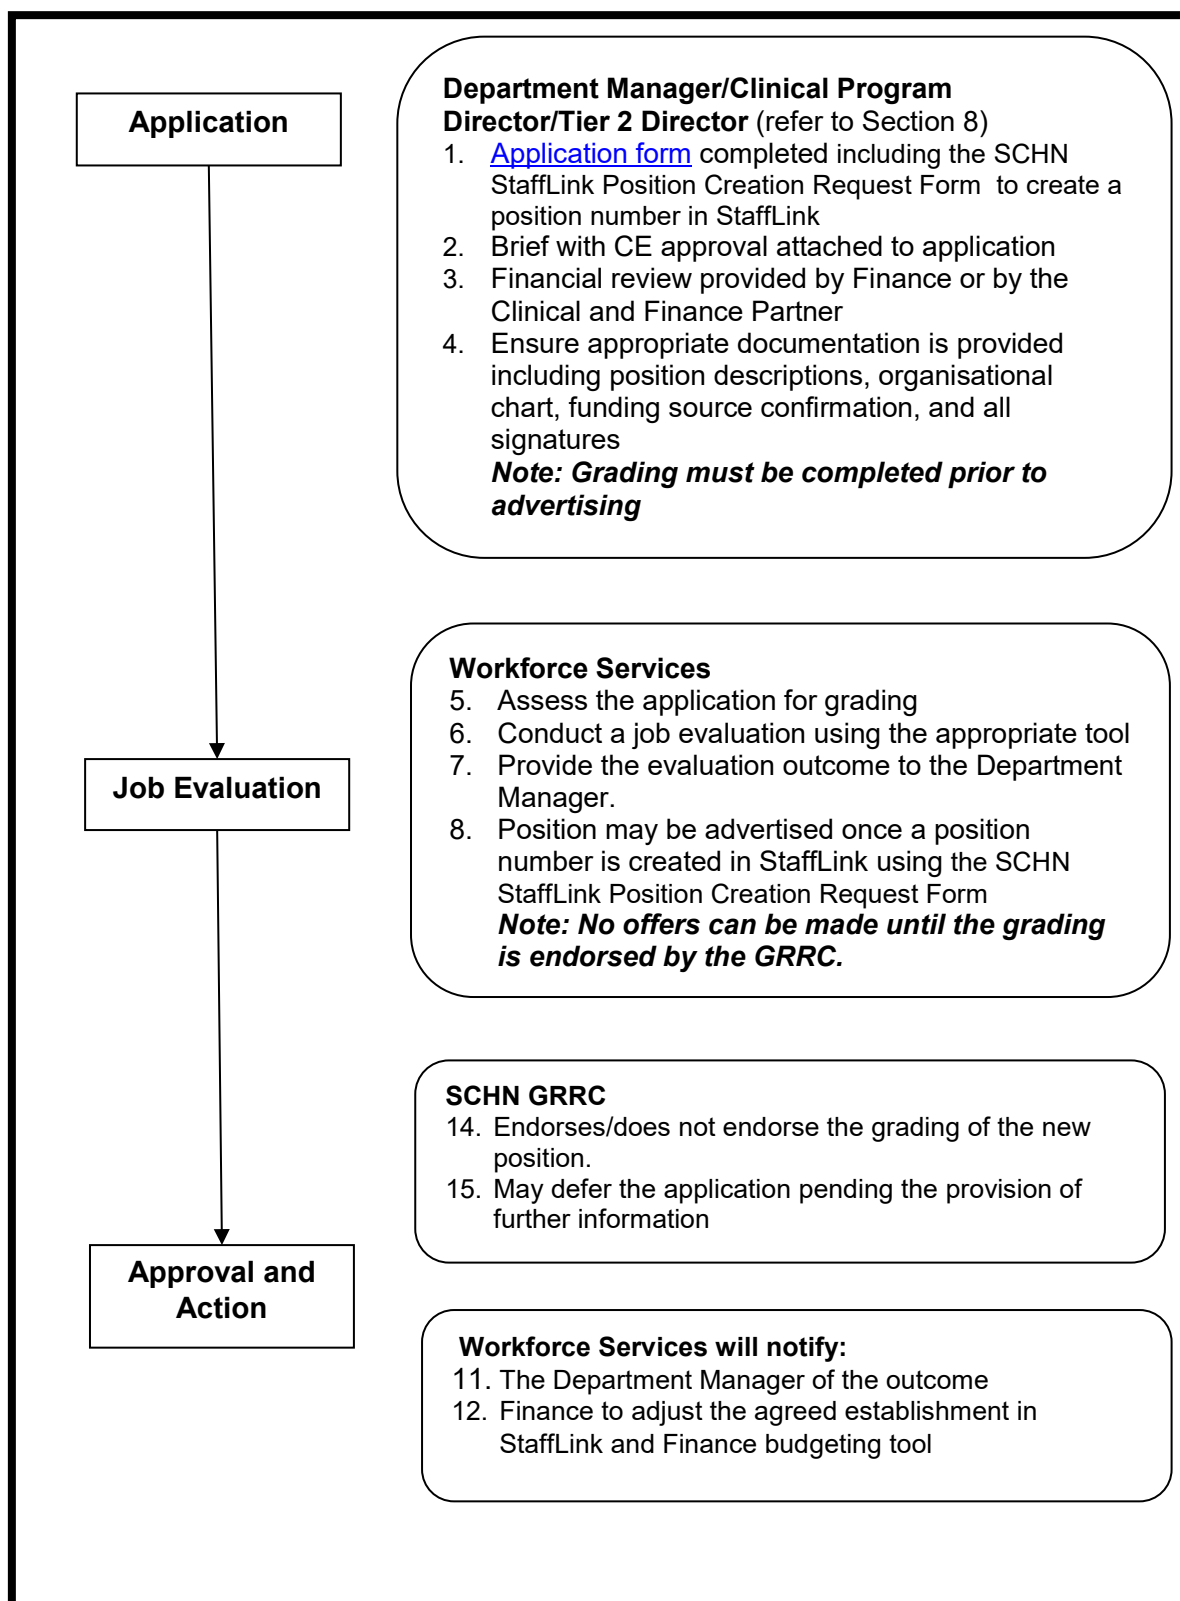 Application
Department Manager/Clinical Program
Director/Tier 2 Director (refer to Section 8)
1. Application form completed including the SCHN
StaffLink Position Creation Request Form to create a
position number in StaffLink
2. Brief with CE approval attached to application
3. Financial review provided by Finance or by the
Clinical and Finance Partner
4. Ensure appropriate documentation is provided
including position descriptions, organisational
chart, funding source confirmation, and all
signatures
Note: Grading must be completed prior to
advertising
Job Evaluation
Workforce Services
5. Assess the application for grading
6. Conduct a job evaluation using the appropriate tool
7. Provide the evaluation outcome to the Department
Manager.
8. Position may be advertised once a position
number is created in StaffLink using the SCHN
StaffLink Position Creation Request Form
Note: No offers can be made until the grading
is endorsed by the GRRC.
Approval and
Action
SCHN GRRC
14. Endorses/does not endorse the grading of the new
position.
15. May defer the application pending the provision of
further information
Workforce Services will notify:
11. The Department Manager of the outcome
12. Finance to adjust the agreed establishment in
StaffLink and Finance budgeting tool